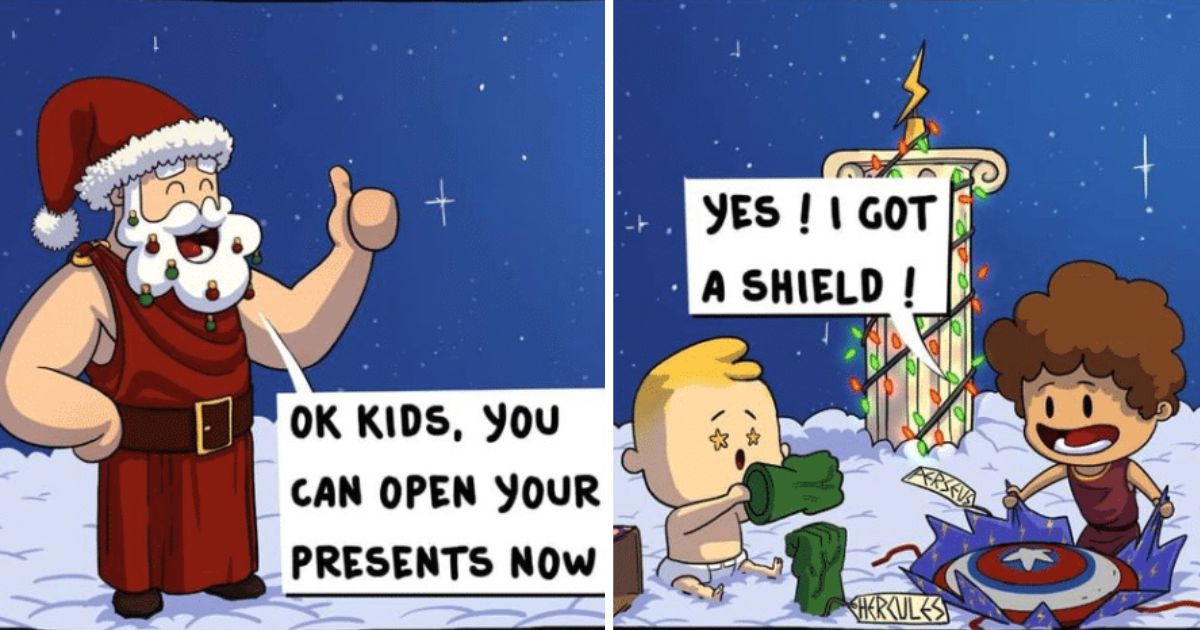 OK KIDS, YOU
CAN OPEN YOUR
PRESENTS NOW
YES! I GOT
A SHIELD!
PERSEUS
HERCULES